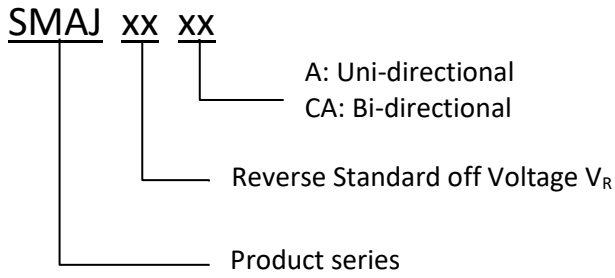 SMAJ xx xx
A: Uni-directional
CA: Bi-directional
Reverse Standard off Voltage VR
Product series